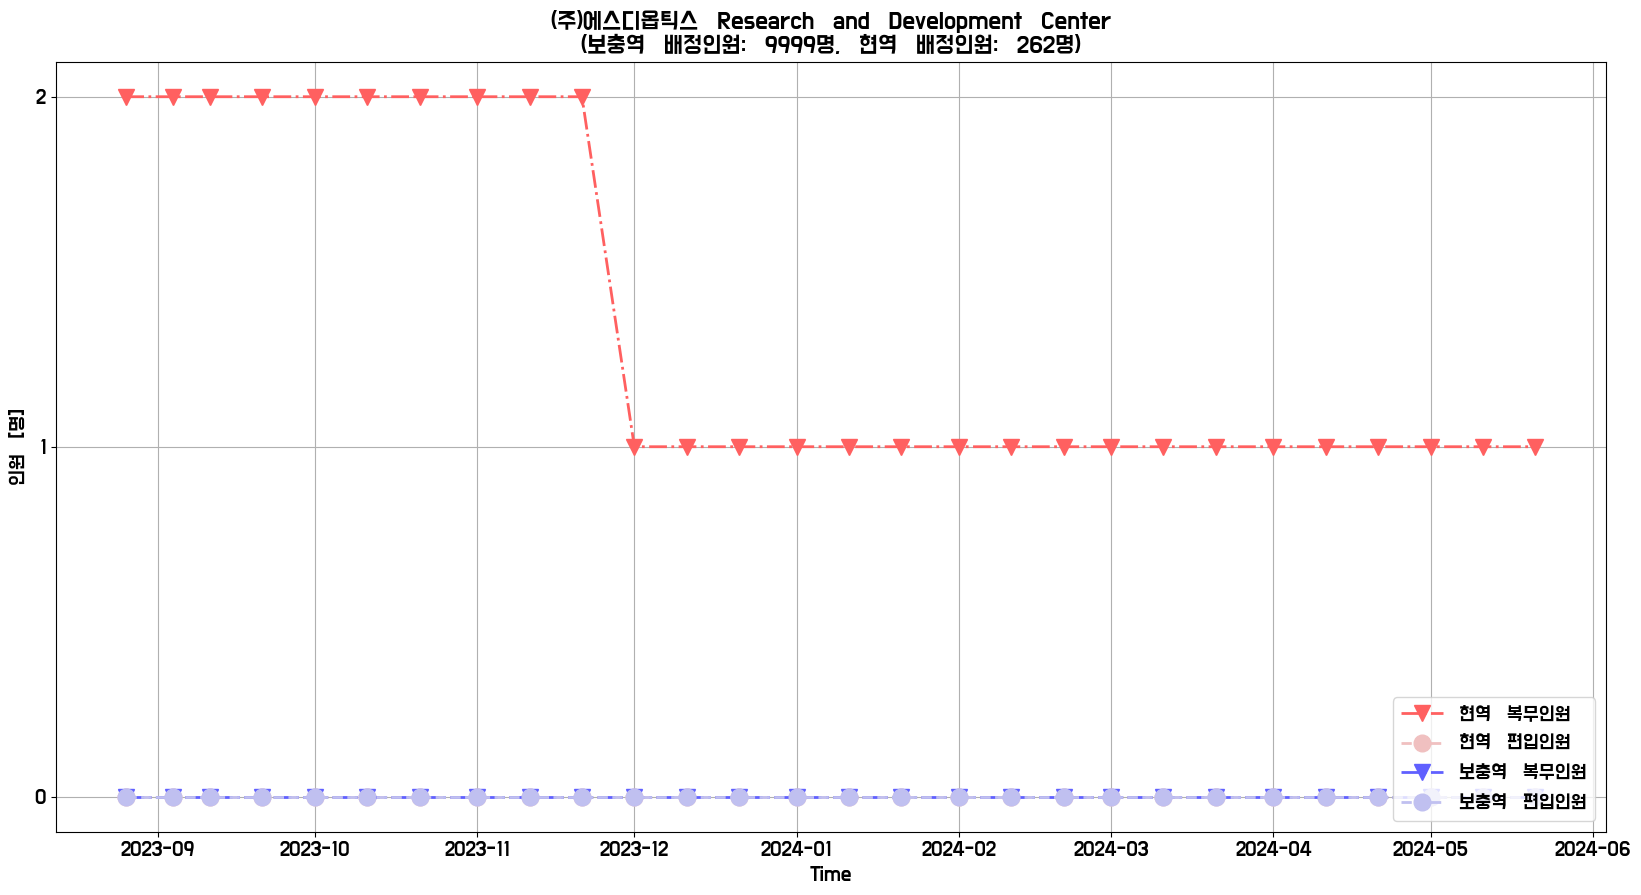 (주)에스디옵틱스 Research and Development Center
(보충역 배정인원: 9999명, 현역 배정인원: 262명)
2
1
0
인원 [명]
현역 복무인원
현역 편입인원
보충역 복무인원
보충역 편입인원
2023-09 2023-10 2023-11 2023-12 2024-01 2024-02 2024-03 2024-04 2024-05 2024-06
Time